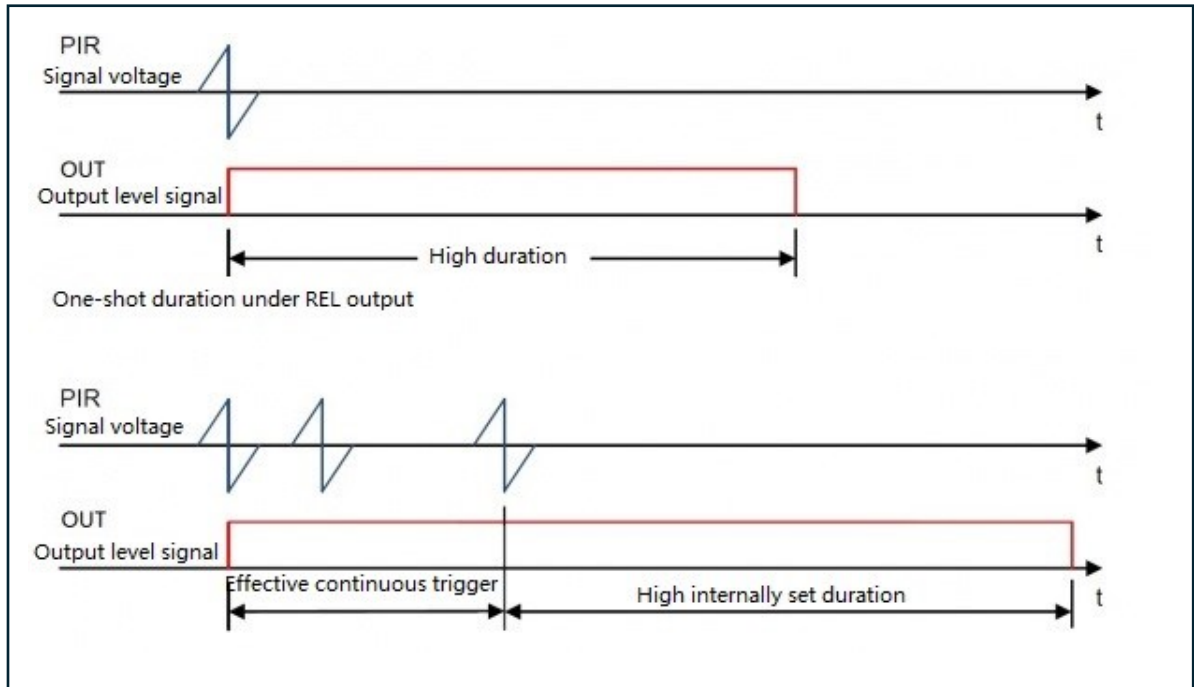 PIR
Signal voltage
t
OUT
Output level signal
t
High duration
One-shot duration under REL output
PIR
Signal voltage
t
OUT
Output level signal
t
Effective continuous trigger
High internally set duration